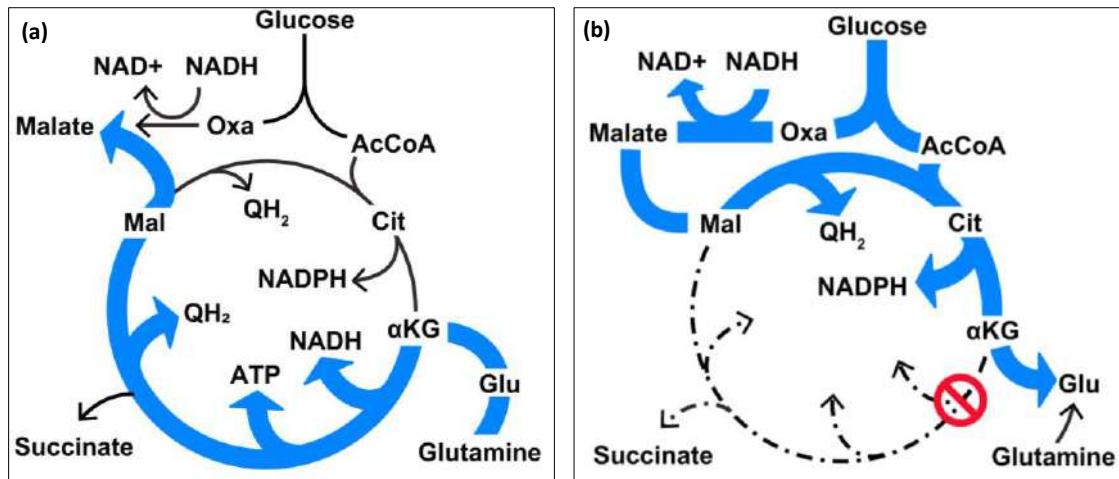 (a)
Glucose
NAD+ NADH
Malate Oxa
AcCoA
QH₂
Mal Cit
NADPH
QH₂
αKG
NADH
ATP
Glu
Succinate Glutamine
(b)
Glucose
NAD+ NADH
Malate Oxa
AcCoA
Mal Cit
QH₂
NADPH
αKG
Glu
Succinate Glutamine